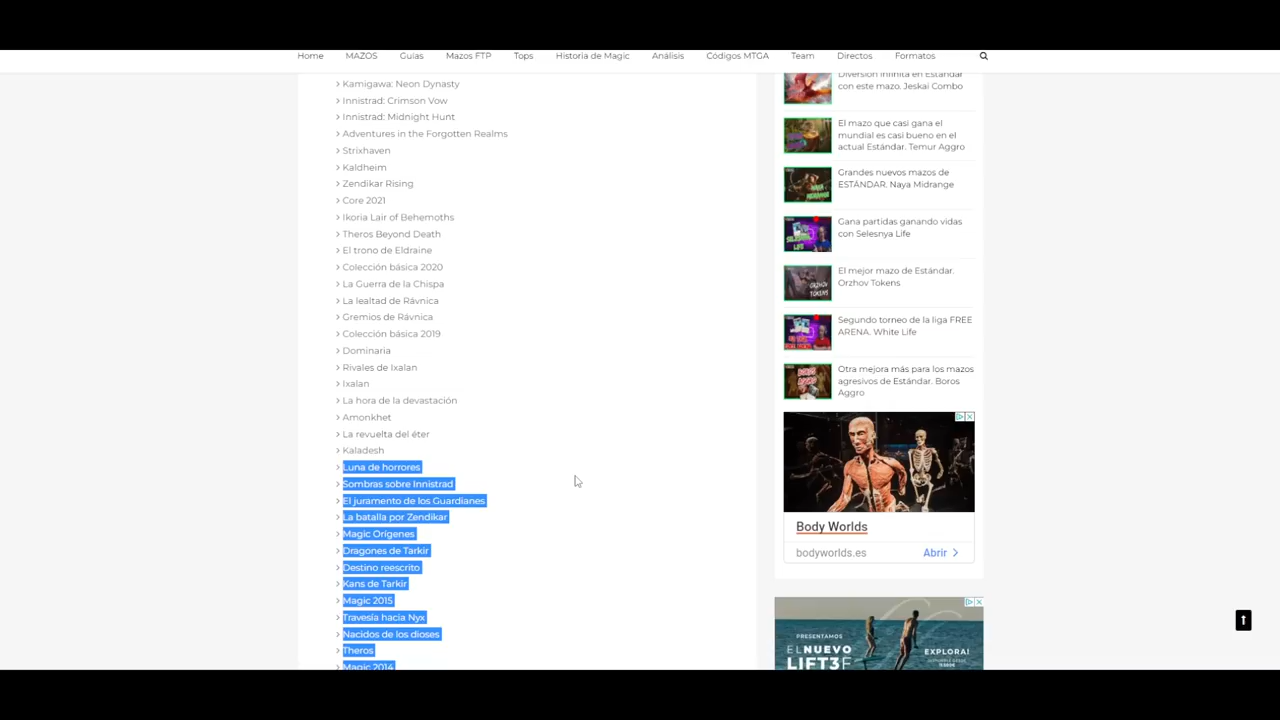 Home MAZOS Guias Mazos FTP Tops Historia de Magic Análisis Códigos MTGA Team Directos Formatos
Kamigawa: Neon Dynasty
Innistrad: Crimson Vow
Innistrad: Midnight Hunt
Adventures in the Forgotten Realms
Strixhaven
Kaldheim
Zendikar Rising
Core 2021
Ikoria Lair of Behemoths
Theros Beyond Death
El trono de Eldraine
Colección básica 2020
La Guerra de la Chispa
La lealtad de Rávnica
Gremios de Rávnica
Colección básica 2019
Dominaria
Rivales de Ixalan
Ixalan
La hora de la devastación
Amonkhet
La revuelta del éter
Kaladesh
Luna de horrores
Sombras sobre Innistrad
El juramento de los Guardianes
La batalla por Zendikar
Magic Orígenes
Dragones de Tarkir
Destino reescrito
Kans de Tarkir
Magic 2015
Travesía hacia Nyx
Nacidos de los dioses
Theros
Magic 2014
Diversión infinita en Estándar
con este mazo. Jeskai Combo
El mazo que casi gana el
mundial es casi bueno en el
actual Estándar. Temur Aggro
Grandes nuevos mazos de
ESTÁNDAR. Naya Midrange
Gana partidas ganando vidas
con Selesnya Life
El mejor mazo de Estándar.
Orzhov Tokens
Segundo torneo de la liga FREE
ARENA. White Life
Otra mejora más para los mazos
agresivos de Estándar. Boros
Aggro
Body Worlds
bodyworlds.es Abrir
PRESENTAMOS
EL NUEVO
EXPLORA!